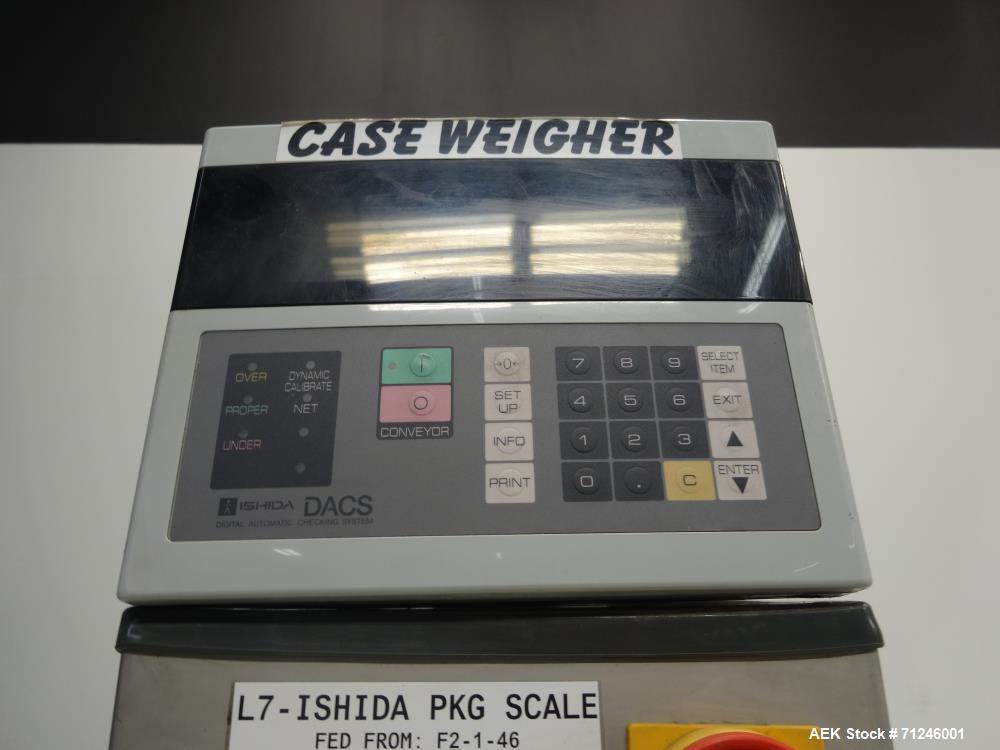 CASE WEIGHER
OVER
DYNAMIC
CALIBRATE
PROPER
NET
UNDER
I
O
CONVEYOR
→0←
SET
UP
INFO
PRINT
7 8 9
SELECT
ITEM
4 5 6
EXIT
1 2 3
▲
0 . C
ENTER
▼
ISHIDA DACS
DIGITAL AUTOMATIC CHECKING SYSTEM
L7-ISHIDA PKG SCALE
FED FROM: F2-1-46
AEK Stock # 71246001